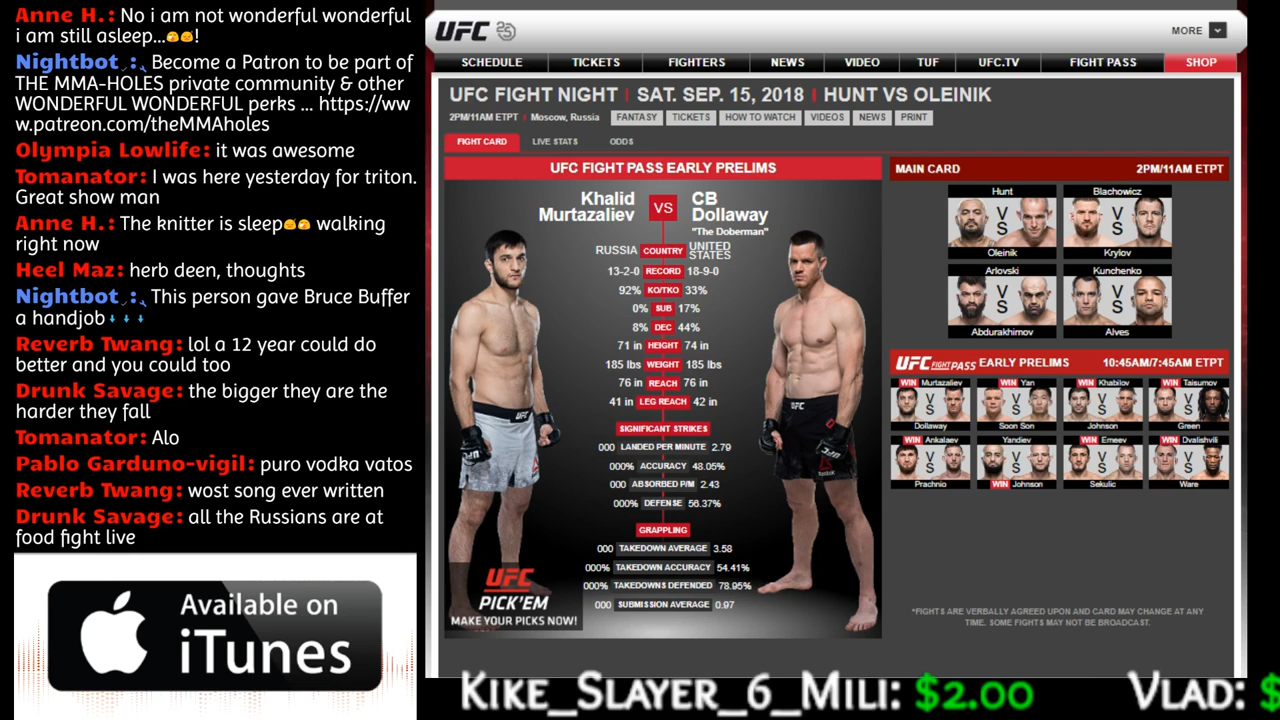 Anne H.: No i am not wonderful wonderful
i am still asleep...😴😴!
Nightbot: Become a Patron to be part of
THE MMA-HOLES private community & other
WONDERFUL WONDERFUL perks ... https://ww
w.patreon.com/theMMAholes
Olympia Lowlife: it was awesome
Tomanator: I was here yesterday for triton.
Great show man
Anne H.: The knitter is sleep walking
right now
Heel Maz: herb deen, thoughts
Nightbot: This person gave Bruce Buffer
a handjob ↓ ↓ ↓
Reverb Twang: lol a 12 year could do
better and you could too
Drunk Savage: the bigger they are the
harder they fall
Tomanator: Alo
Pablo Garduno-vigil: puro vodka vatos
Reverb Twang: wost song ever written
Drunk Savage: all the Russians are at
food fight live
Available on
iTunes
UFC 25
MORE
SCHEDULE TICKETS FIGHTERS NEWS VIDEO TUF UFC.TV FIGHT PASS SHOP
UFC FIGHT NIGHT | SAT. SEP. 15, 2018 | HUNT VS OLEINIK
2PM/11AM ETPT Moscow, Russia FANTASY TICKETS HOW TO WATCH VIDEOS NEWS PRINT
FIGHT CARD LIVE STATS ODDS
UFC FIGHT PASS EARLY PRELIMS
Khalid
Murtazaliev
VS
CB
Dollaway
"The Doberman"
RUSSIA COUNTRY UNITED STATES
13-2-0 RECORD 18-9-0
92% KO/TKO 33%
0% SUB 17%
8% DEC 44%
71 in HEIGHT 74 in
185 lbs WEIGHT 185 lbs
76 in REACH 76 in
41 in LEG REACH 42 in
SIGNIFICANT STRIKES
000 LANDED PER MINUTE 2.79
000% ACCURACY 48.05%
000 ABSORBED P/M 2.43
000% DEFENSE 56.37%
GRAPPLING
000 TAKEDOWN AVERAGE 3.58
000% TAKEDOWN ACCURACY 54.41%
000% TAKEDOWNS DEFENDED 78.95%
000 SUBMISSION AVERAGE 0.97
UFC
PICK'EM
MAKE YOUR PICKS NOW!
MAIN CARD 2PM/11AM ETPT
Hunt Blachowicz
VS VS
Oleinik Krylov
Arlovski Kunchenko
VS VS
Abdurakhimov Alves
UFC FIGHT PASS EARLY PRELIMS 10:45AM/7:45AM ETPT
WIN Murtazaliev WIN Yan WIN Khabilov WIN Taisumov
VS VS VS VS
Dollaway Soon Son Johnson Green
WIN Ankalaev Yandiev WIN Emeev WIN Dvalishvili
VS VS VS VS
Prachnio WIN Johnson Sekulic Ware
*FIGHTS ARE VERBALLY AGREED UPON AND CARD MAY CHANGE AT ANY
TIME. SOME FIGHTS MAY NOT BE BROADCAST.
KIKE_SLAYER_6_MILI: $2.00 VLAD: $